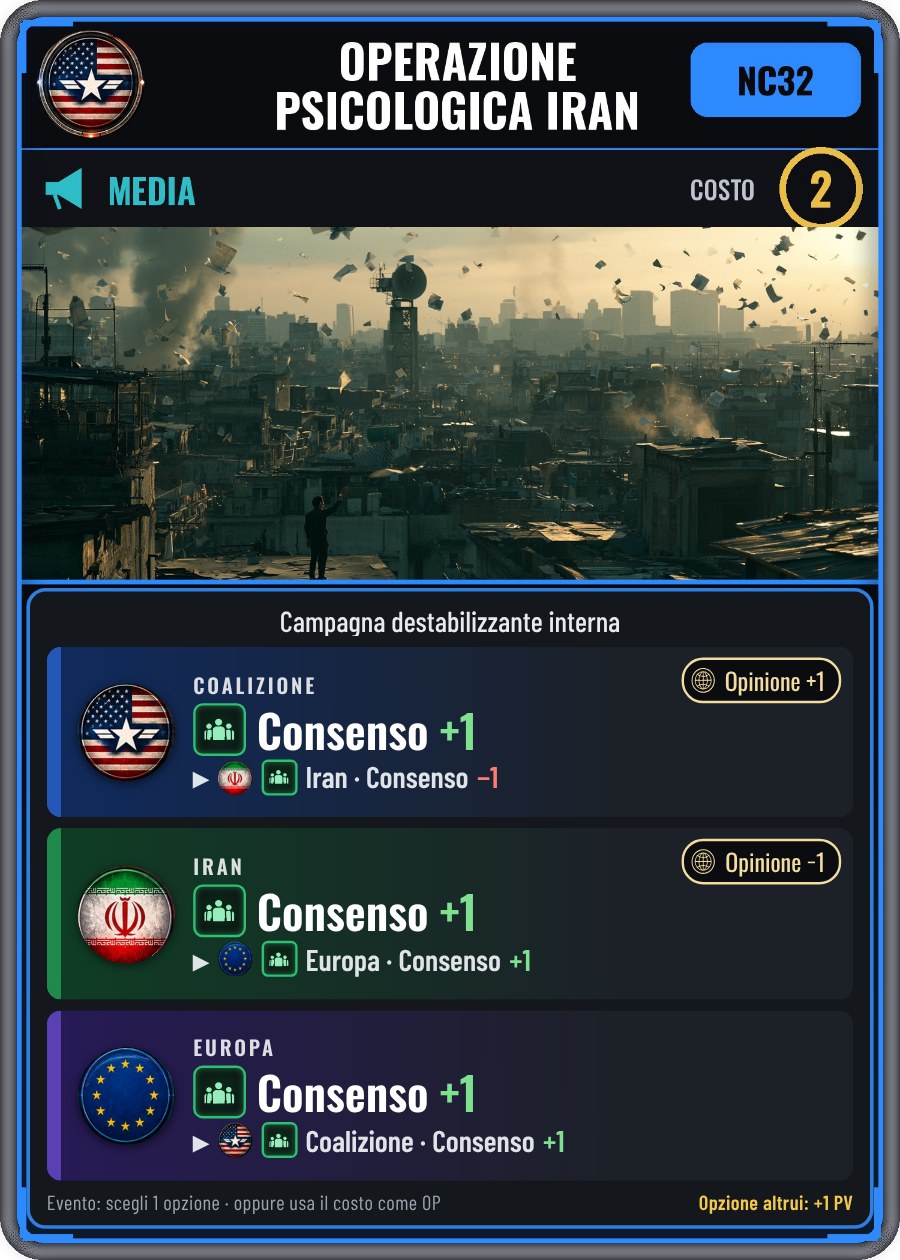 OPERAZIONE
PSICOLOGICA IRAN
NC32
MEDIA
COSTO
2
Campagna destabilizzante interna
COALIZIONE
Opinione +1
Consenso +1
▶ Iran · Consenso −1
IRAN
Opinione −1
Consenso +1
▶ Europa · Consenso +1
EUROPA
Consenso +1
▶ Coalizione · Consenso +1
Evento: scegli 1 opzione · oppure usa il costo come OP
Opzione altrui: +1 PV